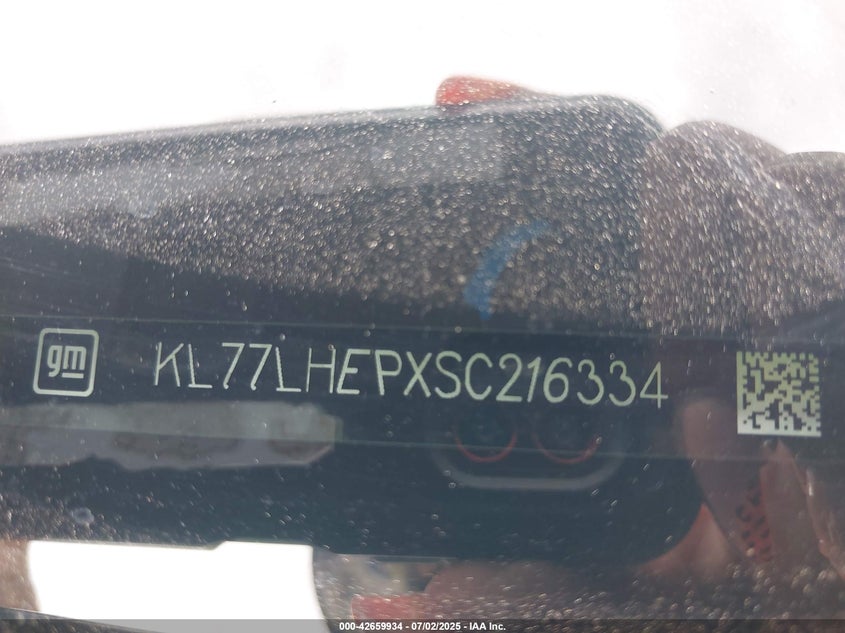 gm KL77LHEPXSC216334
000-42659934 - 07/02/2025 - IAA Inc.